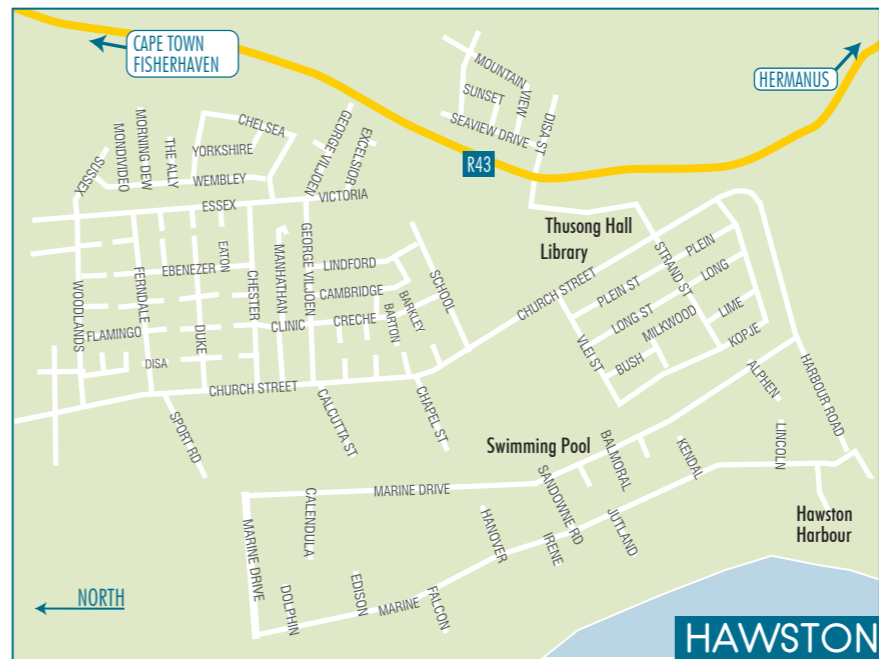 CAPE TOWN
FISHERHAVEN
HERMANUS
R43
MOUNTAIN
VIEW
SUNSET
SEAVIEW DRIVE
DISA ST
CHELSEA
YORKSHIRE
WEMBLEY
GEORGE VILJOEN
EXCELSIOR
THE ALLY
MORNING DEW
MONDIVIDEO
SUSSEX
ESSEX
VICTORIA
WOODLANDS
FERNDALE
EBENEZER
EATON
DUKE
CHESTER
MANHATHAN
GEORGE VILJOEN
LINDFORD
CAMBRIDGE
SCHOOL
CLINIC
CRECHE
BARTON
BARKLEY
FLAMINGO
DISA
CHURCH STREET
SPORT RD
CALCUTTA ST
CHAPEL ST
Thusong Hall
Library
CHURCH STREET
STRAND ST
PLEIN
PLEIN ST
LONG
LONG ST
MILKWOOD
LIME
KOPJE
VLEI ST
BUSH
ALPHEN
HARBOUR ROAD
Swimming Pool
BALMORAL
KENDAL
LINCOLN
SANDOWNE RD
MARINE DRIVE
CALENDULA
HANOVER
IRENE
JUTLAND
Hawston
Harbour
MARINE DRIVE
DOLPHIN
EDISON
MARINE
FALCON
NORTH
HAWSTON